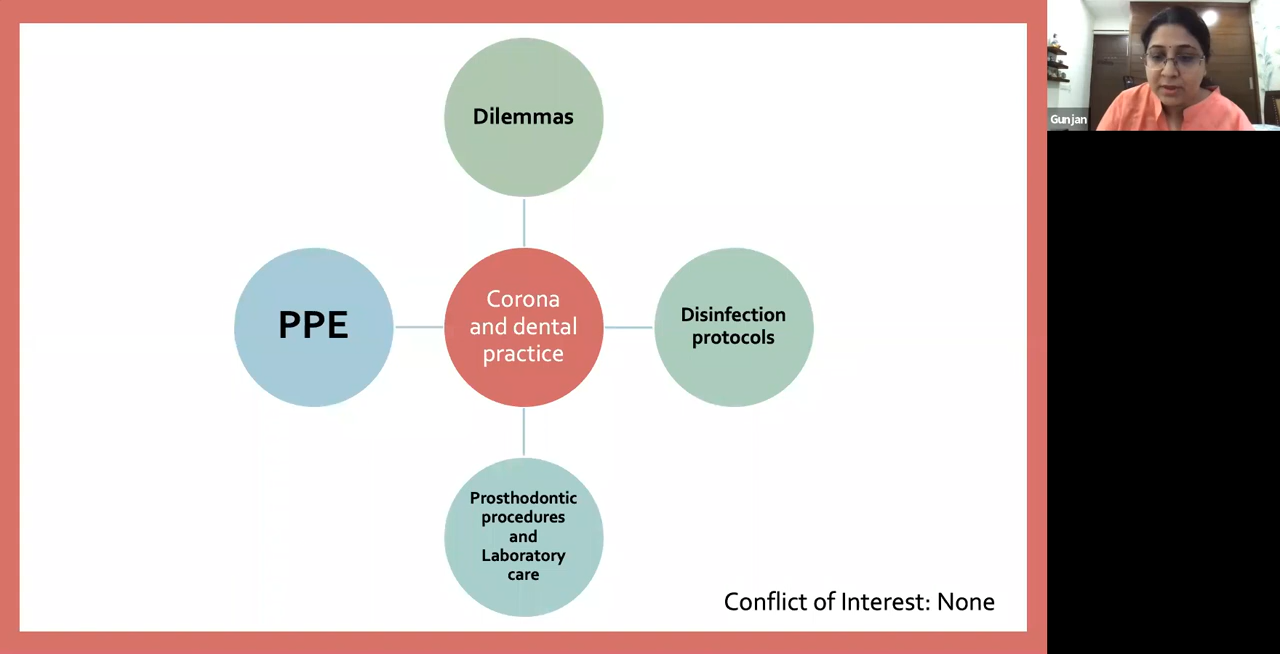 Dilemmas
PPE
Corona
and dental
practice
Disinfection
protocols
Prosthodontic
procedures
and
Laboratory
care
Conflict of Interest: None
Gunjan